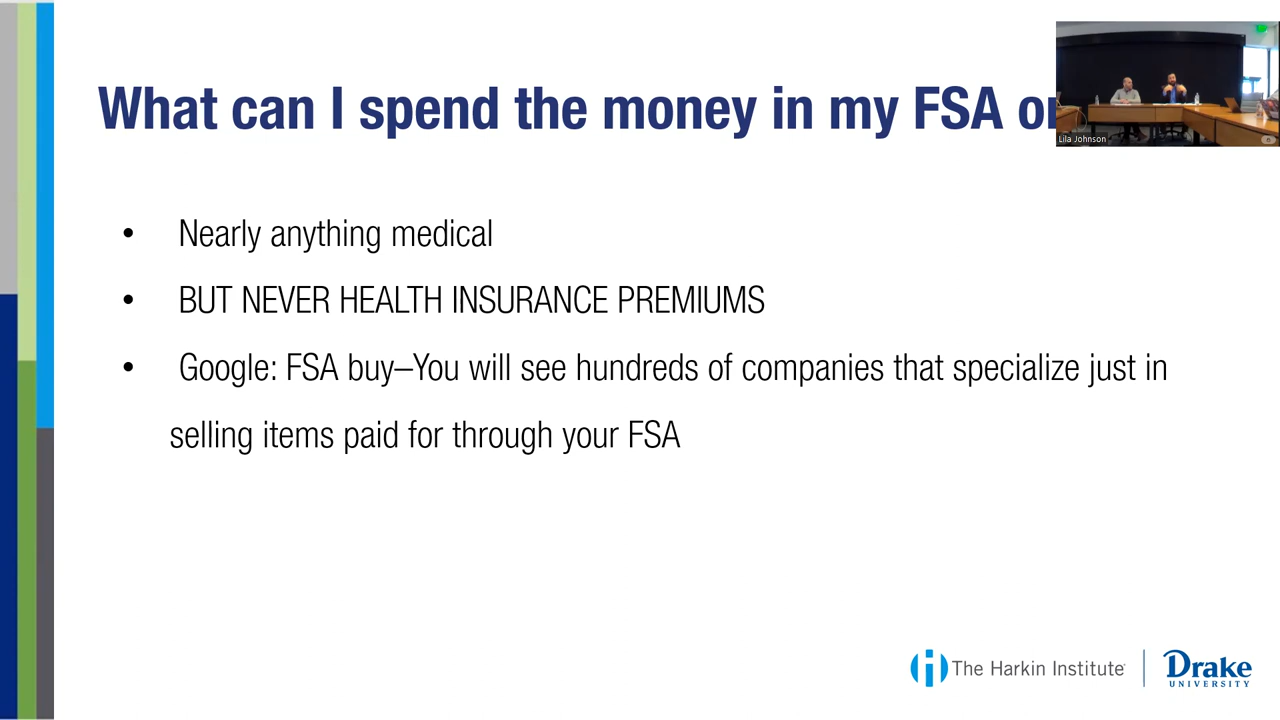 What can I spend the money in my FSA on
Lila Johnson
• Nearly anything medical
• BUT NEVER HEALTH INSURANCE PREMIUMS
• Google: FSA buy–You will see hundreds of companies that specialize just in
selling items paid for through your FSA
The Harkin Institute
Drake
UNIVERSITY